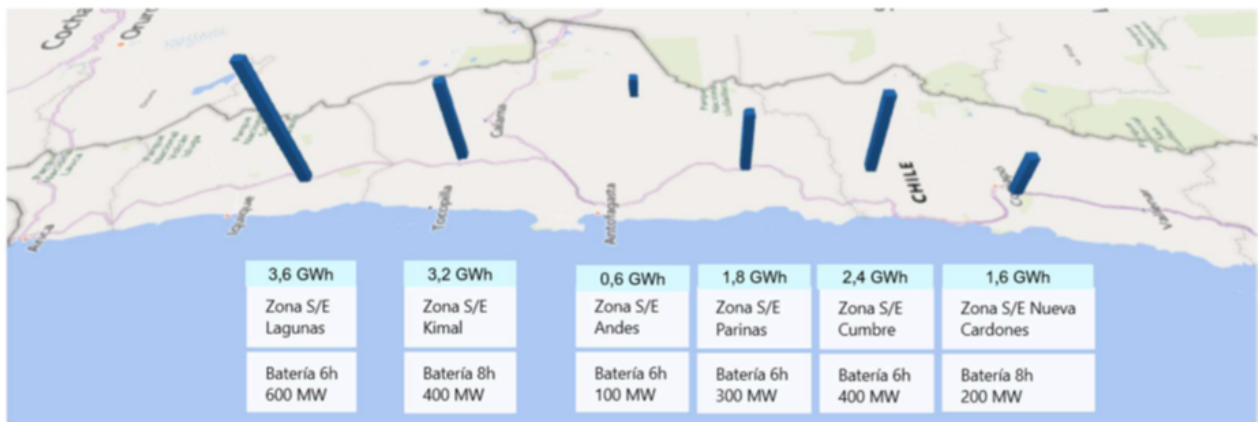 Cocha
Oruro
Calama
CHILE
Arica
Iquique
Tocopilla
Antofagasta
Vallenar
3,6 GWh
Zona S/E
Lagunas
Batería 6h
600 MW
3,2 GWh
Zona S/E
Kimal
Batería 8h
400 MW
0,6 GWh
Zona S/E
Andes
Batería 6h
100 MW
1,8 GWh
Zona S/E
Parinas
Batería 6h
300 MW
2,4 GWh
Zona S/E
Cumbre
Batería 6h
400 MW
1,6 GWh
Zona S/E Nueva
Cardones
Batería 8h
200 MW